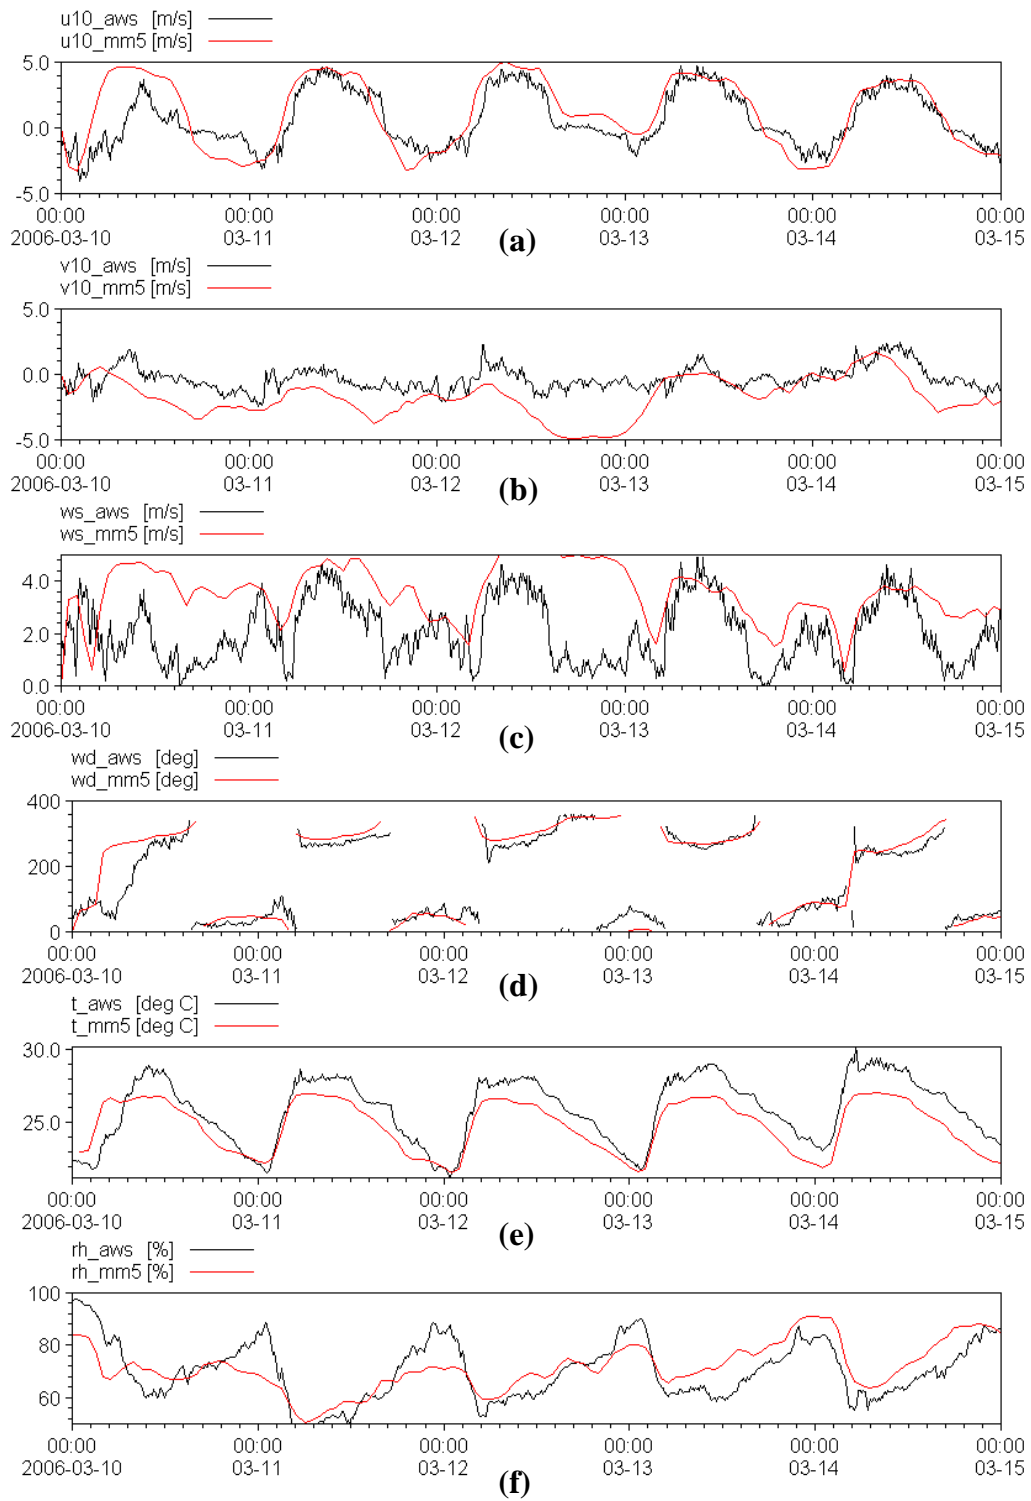 u10_aws [m/s]
u10_mm5 [m/s]
5.0
0.0
-5.0
00:00 00:00 00:00 00:00 00:00 00:00
2006-03-10 03-11 03-12 03-13 03-14 03-15
(a)
v10_aws [m/s]
v10_mm5 [m/s]
5.0
0.0
-5.0
00:00 00:00 00:00 00:00 00:00 00:00
2006-03-10 03-11 03-12 03-13 03-14 03-15
(b)
ws_aws [m/s]
ws_mm5 [m/s]
4.0
2.0
0.0
00:00 00:00 00:00 00:00 00:00 00:00
2006-03-10 03-11 03-12 03-13 03-14 03-15
(c)
wd_aws [deg]
wd_mm5 [deg]
400
200
0
00:00 00:00 00:00 00:00 00:00 00:00
2006-03-10 03-11 03-12 03-13 03-14 03-15
(d)
t_aws [deg C]
t_mm5 [deg C]
30.0
25.0
00:00 00:00 00:00 00:00 00:00 00:00
2006-03-10 03-11 03-12 03-13 03-14 03-15
(e)
rh_aws [%]
rh_mm5 [%]
100
80
60
00:00 00:00 00:00 00:00 00:00 00:00
2006-03-10 03-11 03-12 03-13 03-14 03-15
(f)